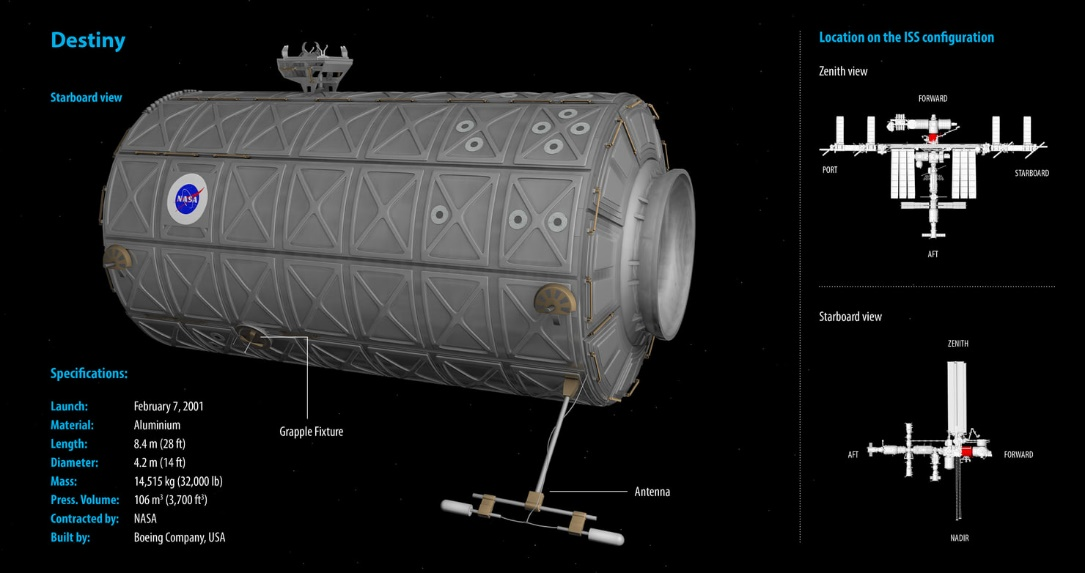 Destiny
Starboard view
NASA
Grapple Fixture
Antenna
Specifications:
Launch: February 7, 2001
Material: Aluminium
Length: 8.4 m (28 ft)
Diameter: 4.2 m (14 ft)
Mass: 14,515 kg (32,000 lb)
Press. Volume: 106 m³ (3,700 ft³)
Contracted by: NASA
Built by: Boeing Company, USA
Location on the ISS configuration
Zenith view
FORWARD
PORT
STARBOARD
AFT
Starboard view
ZENITH
AFT
FORWARD
NADIR